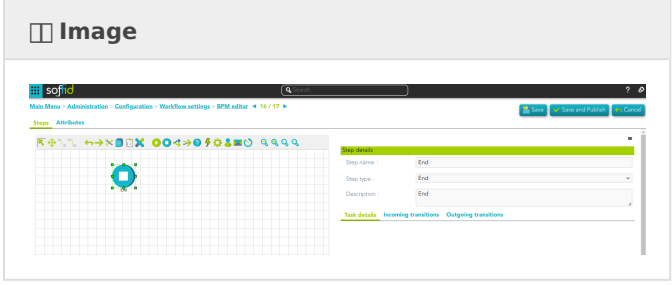 Image
soffid
Search
?
Main Menu > Administration > Configuration > Workflow settings > BPM editor ◄ 16 / 17 ►
Save
Save and Publish
Cancel
Steps Attributes
Step details
Step name : End
Step type : End
Description : End
End
Task details Incoming transitions Outgoing transitions